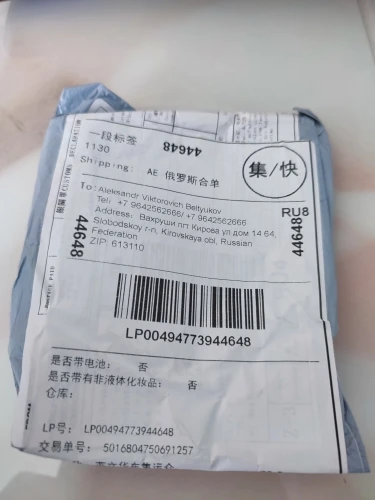 一段标签
1130
44648
Shipping: AE 俄罗斯合单
集/快
To: Aleksandr Viktorovich Beltyukov
Tel: +7 9642562666/ +7 9642562666
Address: Вахруши пгт Кирова ул дом 14 64,
Slobodskoy r-n, Kirovskaya obl, Russian
Federation
ZIP: 613110
RU8
44648
44648
LP00494773944648
是否带电池: 否
是否带有非液体化妆品: 否
仓库:
LP号: LP00494773944648
交易单号: 5016804750691257